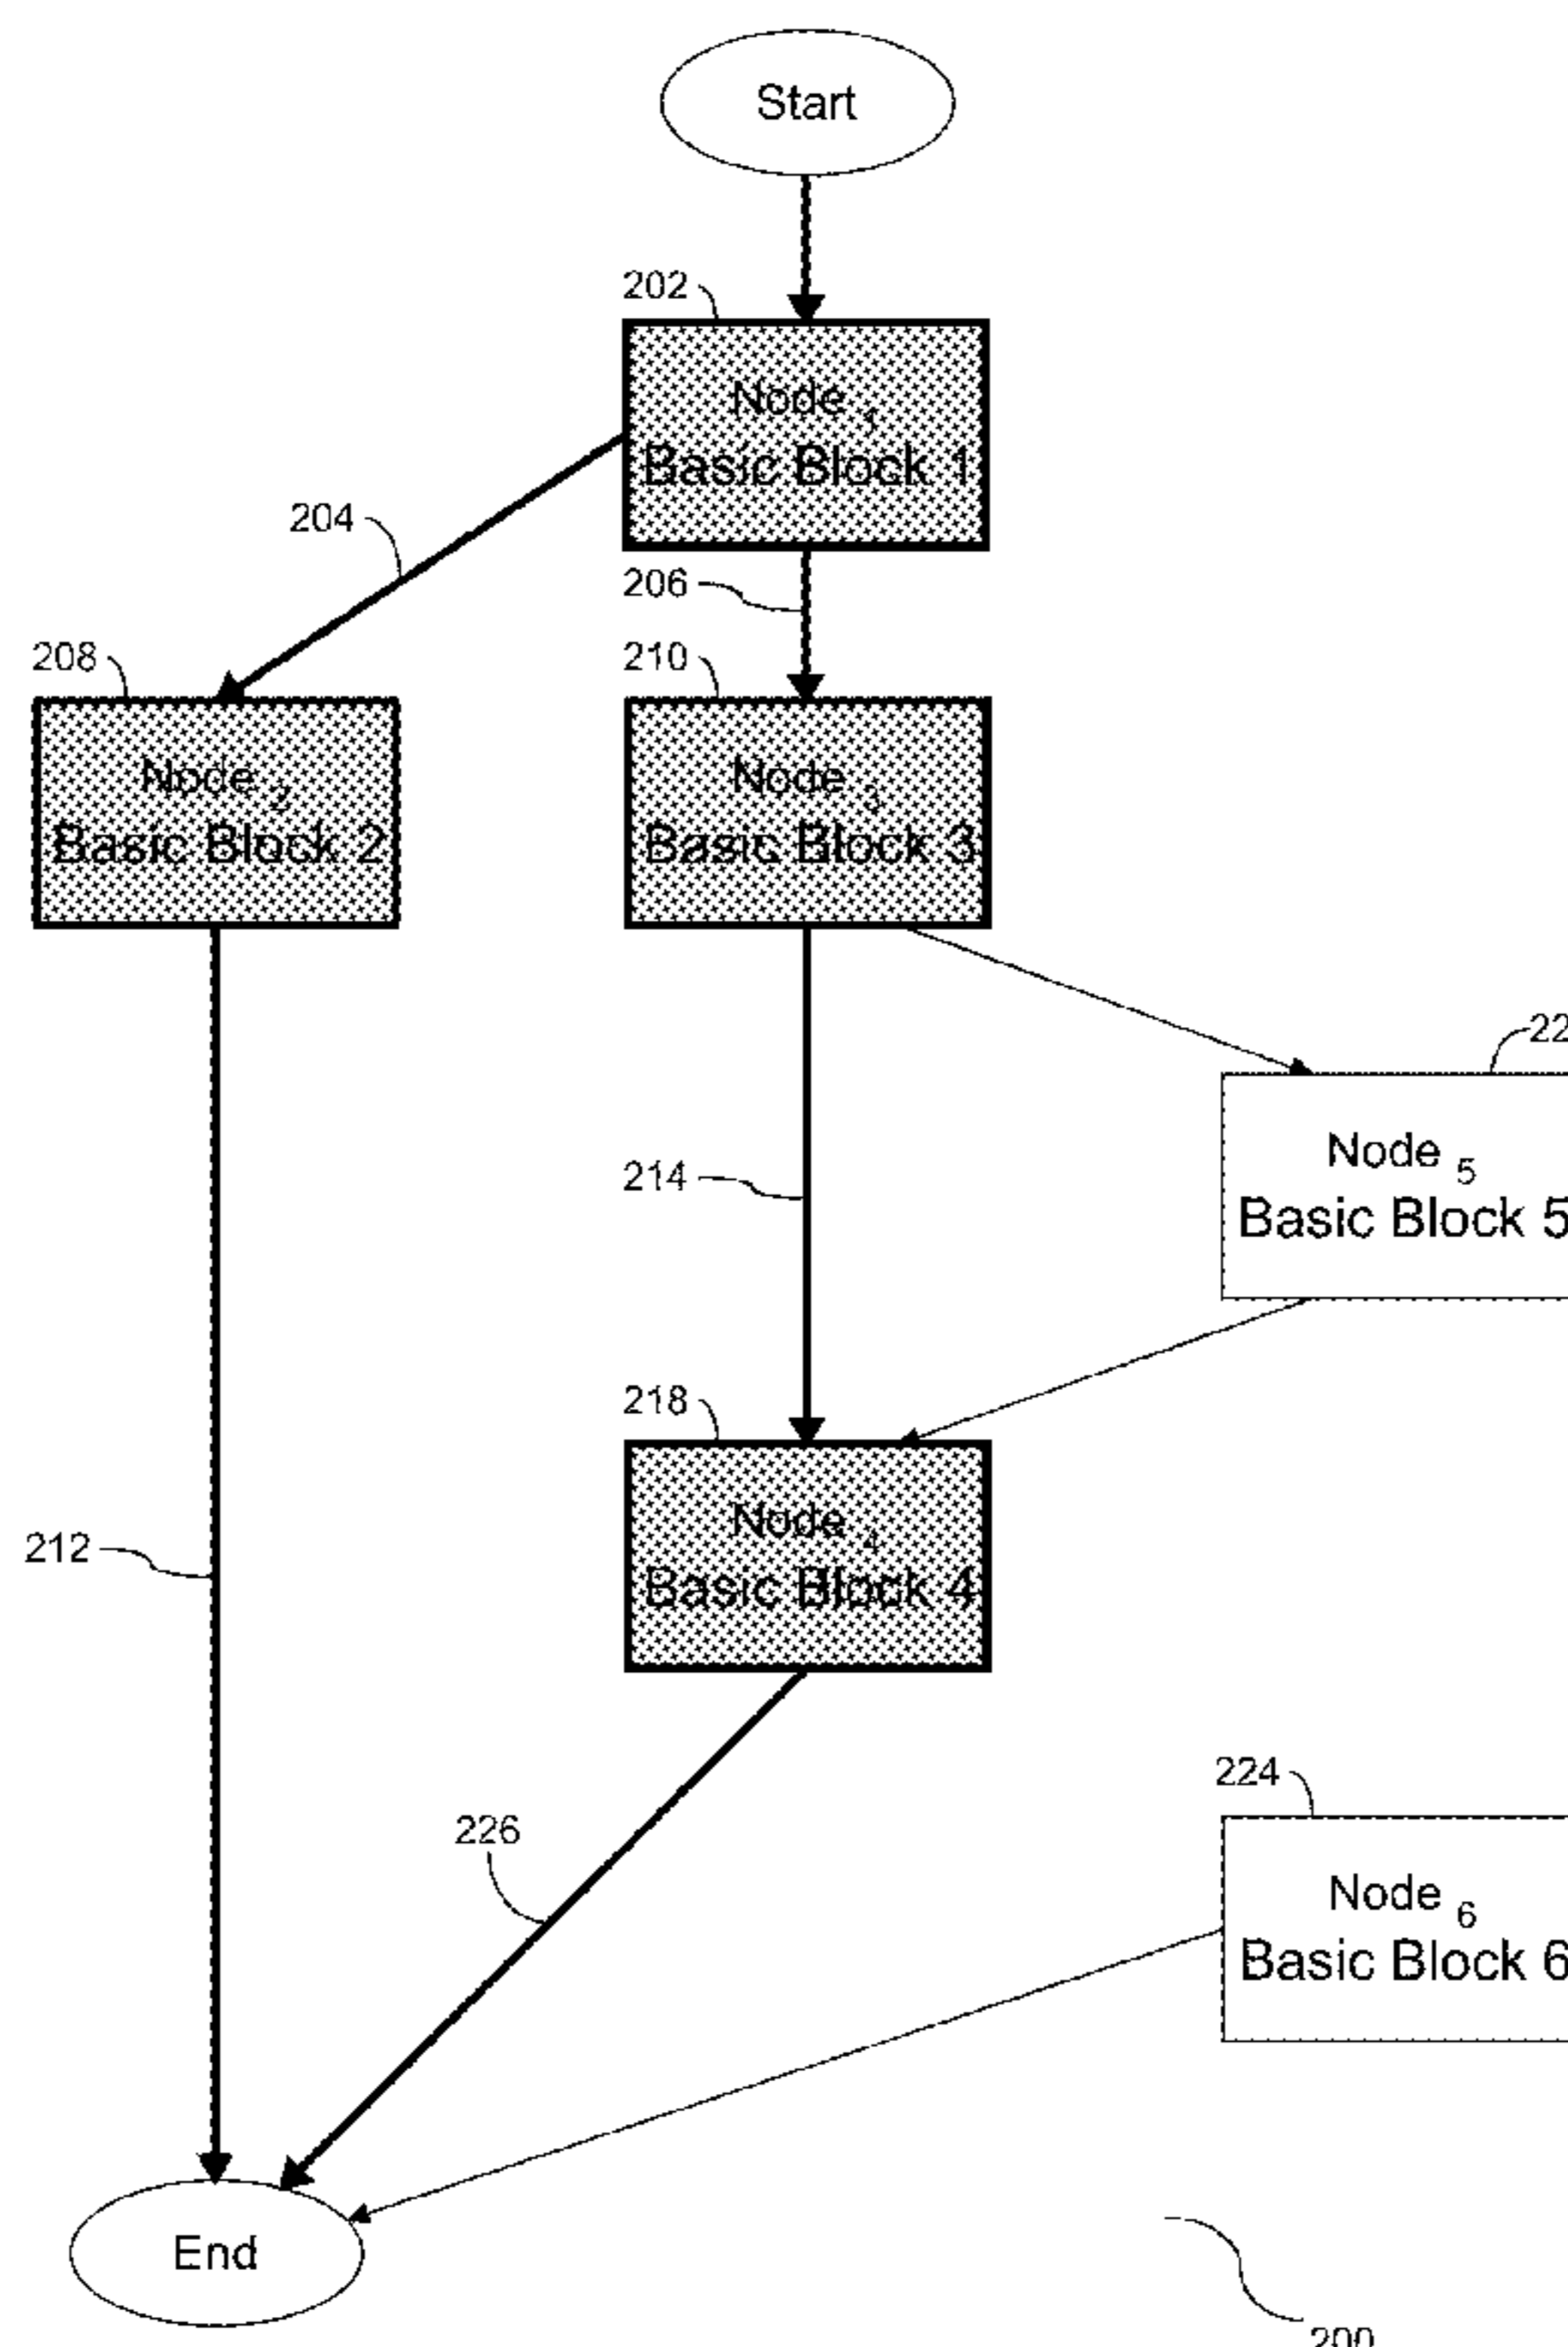 Start
202
Node 1
Basic Block 1
204
206
208
210
Node 2
Basic Block 2
Node 3
Basic Block 3
22
Node 5
Basic Block 5
214
218
Node 4
Basic Block 4
212
224
226
Node 6
Basic Block 6
End
200